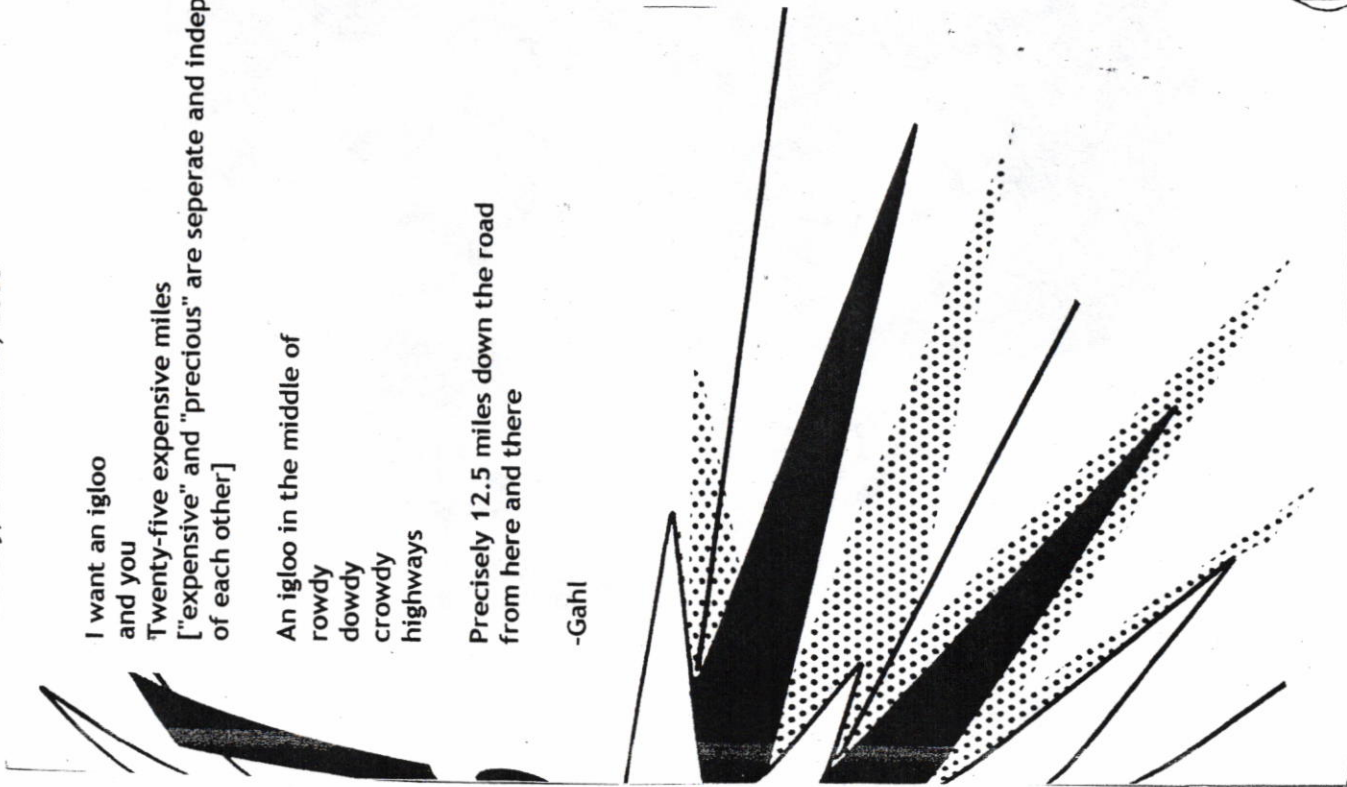 I want an igloo
and you
Twenty-five expensive miles
["expensive" and "precious" are seperate and indep
of each other]
An igloo in the middle of
rowdy
dowdy
crowdy
highways
Precisely 12.5 miles down the road
from here and there
-Gahl